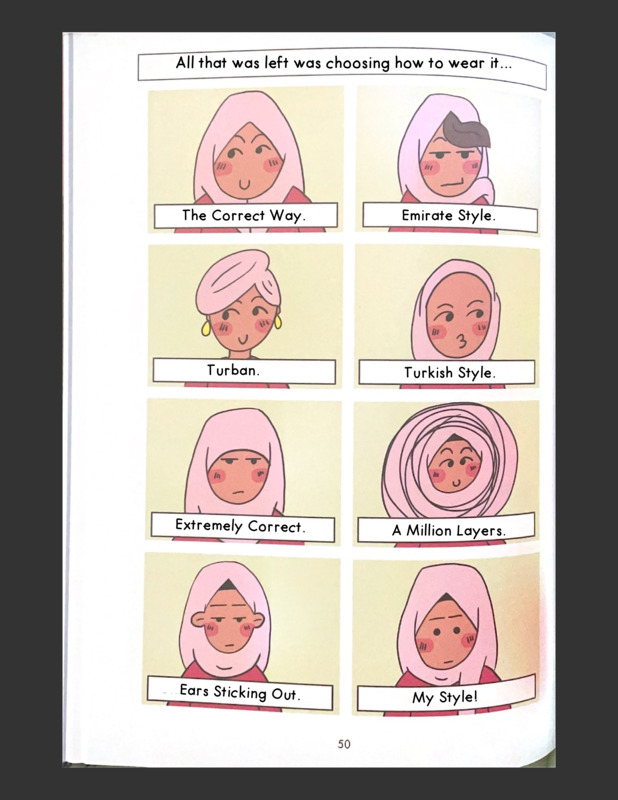 All that was left was choosing how to wear it...
The Correct Way.
Emirate Style.
Turban.
Turkish Style.
Extremely Correct.
A Million Layers.
Ears Sticking Out.
My Style!
50